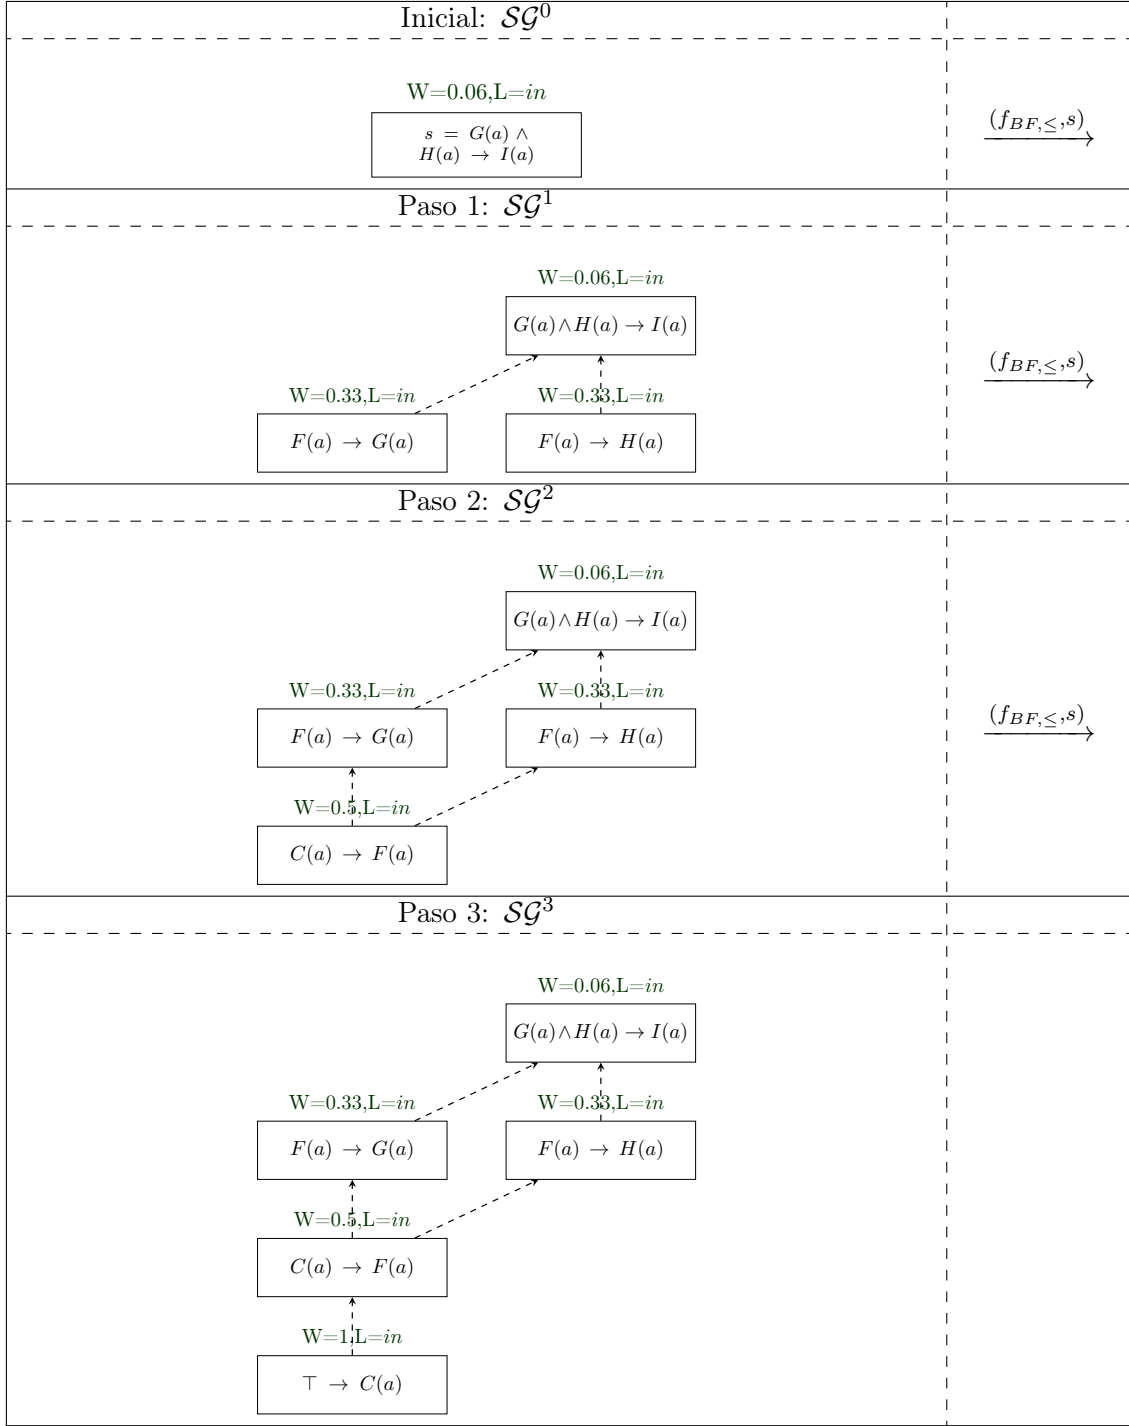 Inicial: 𝒮𝒢⁰
W=0.06,L=in
s = G(a) ∧
H(a) → I(a)
(f_{BF,≤},s)
Paso 1: 𝒮𝒢¹
W=0.06,L=in
G(a)∧H(a) → I(a)
(f_{BF,≤},s)
W=0.33,L=in W=0.33,L=in
F(a) → G(a) F(a) → H(a)
Paso 2: 𝒮𝒢²
W=0.06,L=in
G(a)∧H(a) → I(a)
W=0.33,L=in W=0.33,L=in
(f_{BF,≤},s)
F(a) → G(a) F(a) → H(a)
W=0.5,L=in
C(a) → F(a)
Paso 3: 𝒮𝒢³
W=0.06,L=in
G(a)∧H(a) → I(a)
W=0.33,L=in W=0.33,L=in
F(a) → G(a) F(a) → H(a)
W=0.5,L=in
C(a) → F(a)
W=1,L=in
⊤ → C(a)